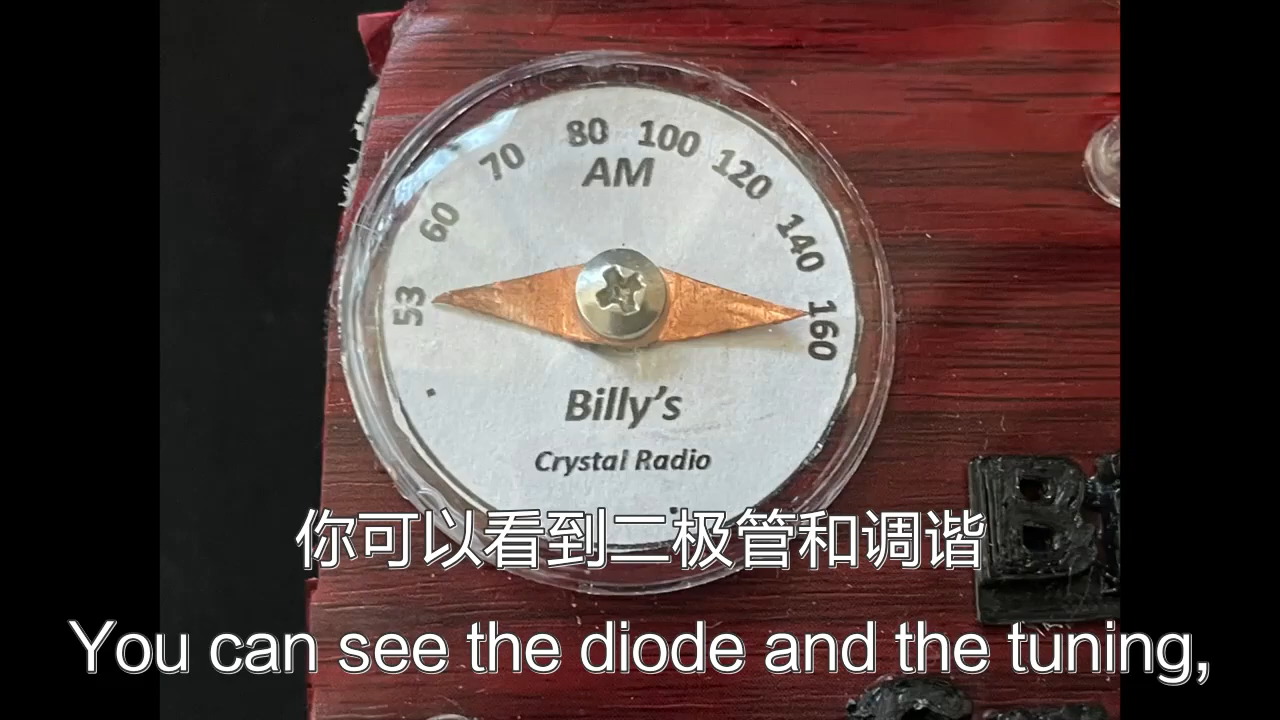 80 100
70 120
AM
60 140
53 160
Billy's
Crystal Radio
B
你可以看到二极管和调谐
You can see the diode and the tuning,